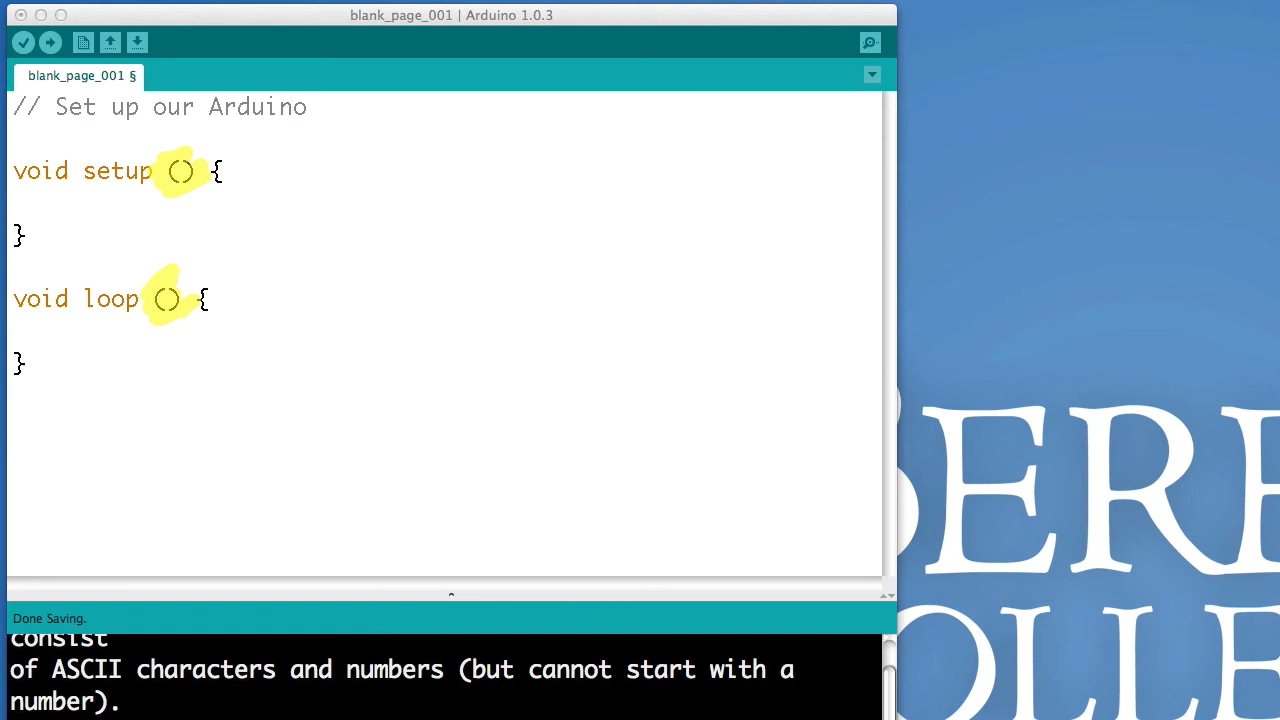 blank_page_001 | Arduino 1.0.3
blank_page_001 §
// Set up our Arduino
void setup () {
}
void loop () {
}
Done Saving.
consist
of ASCII characters and numbers (but cannot start with a
number).